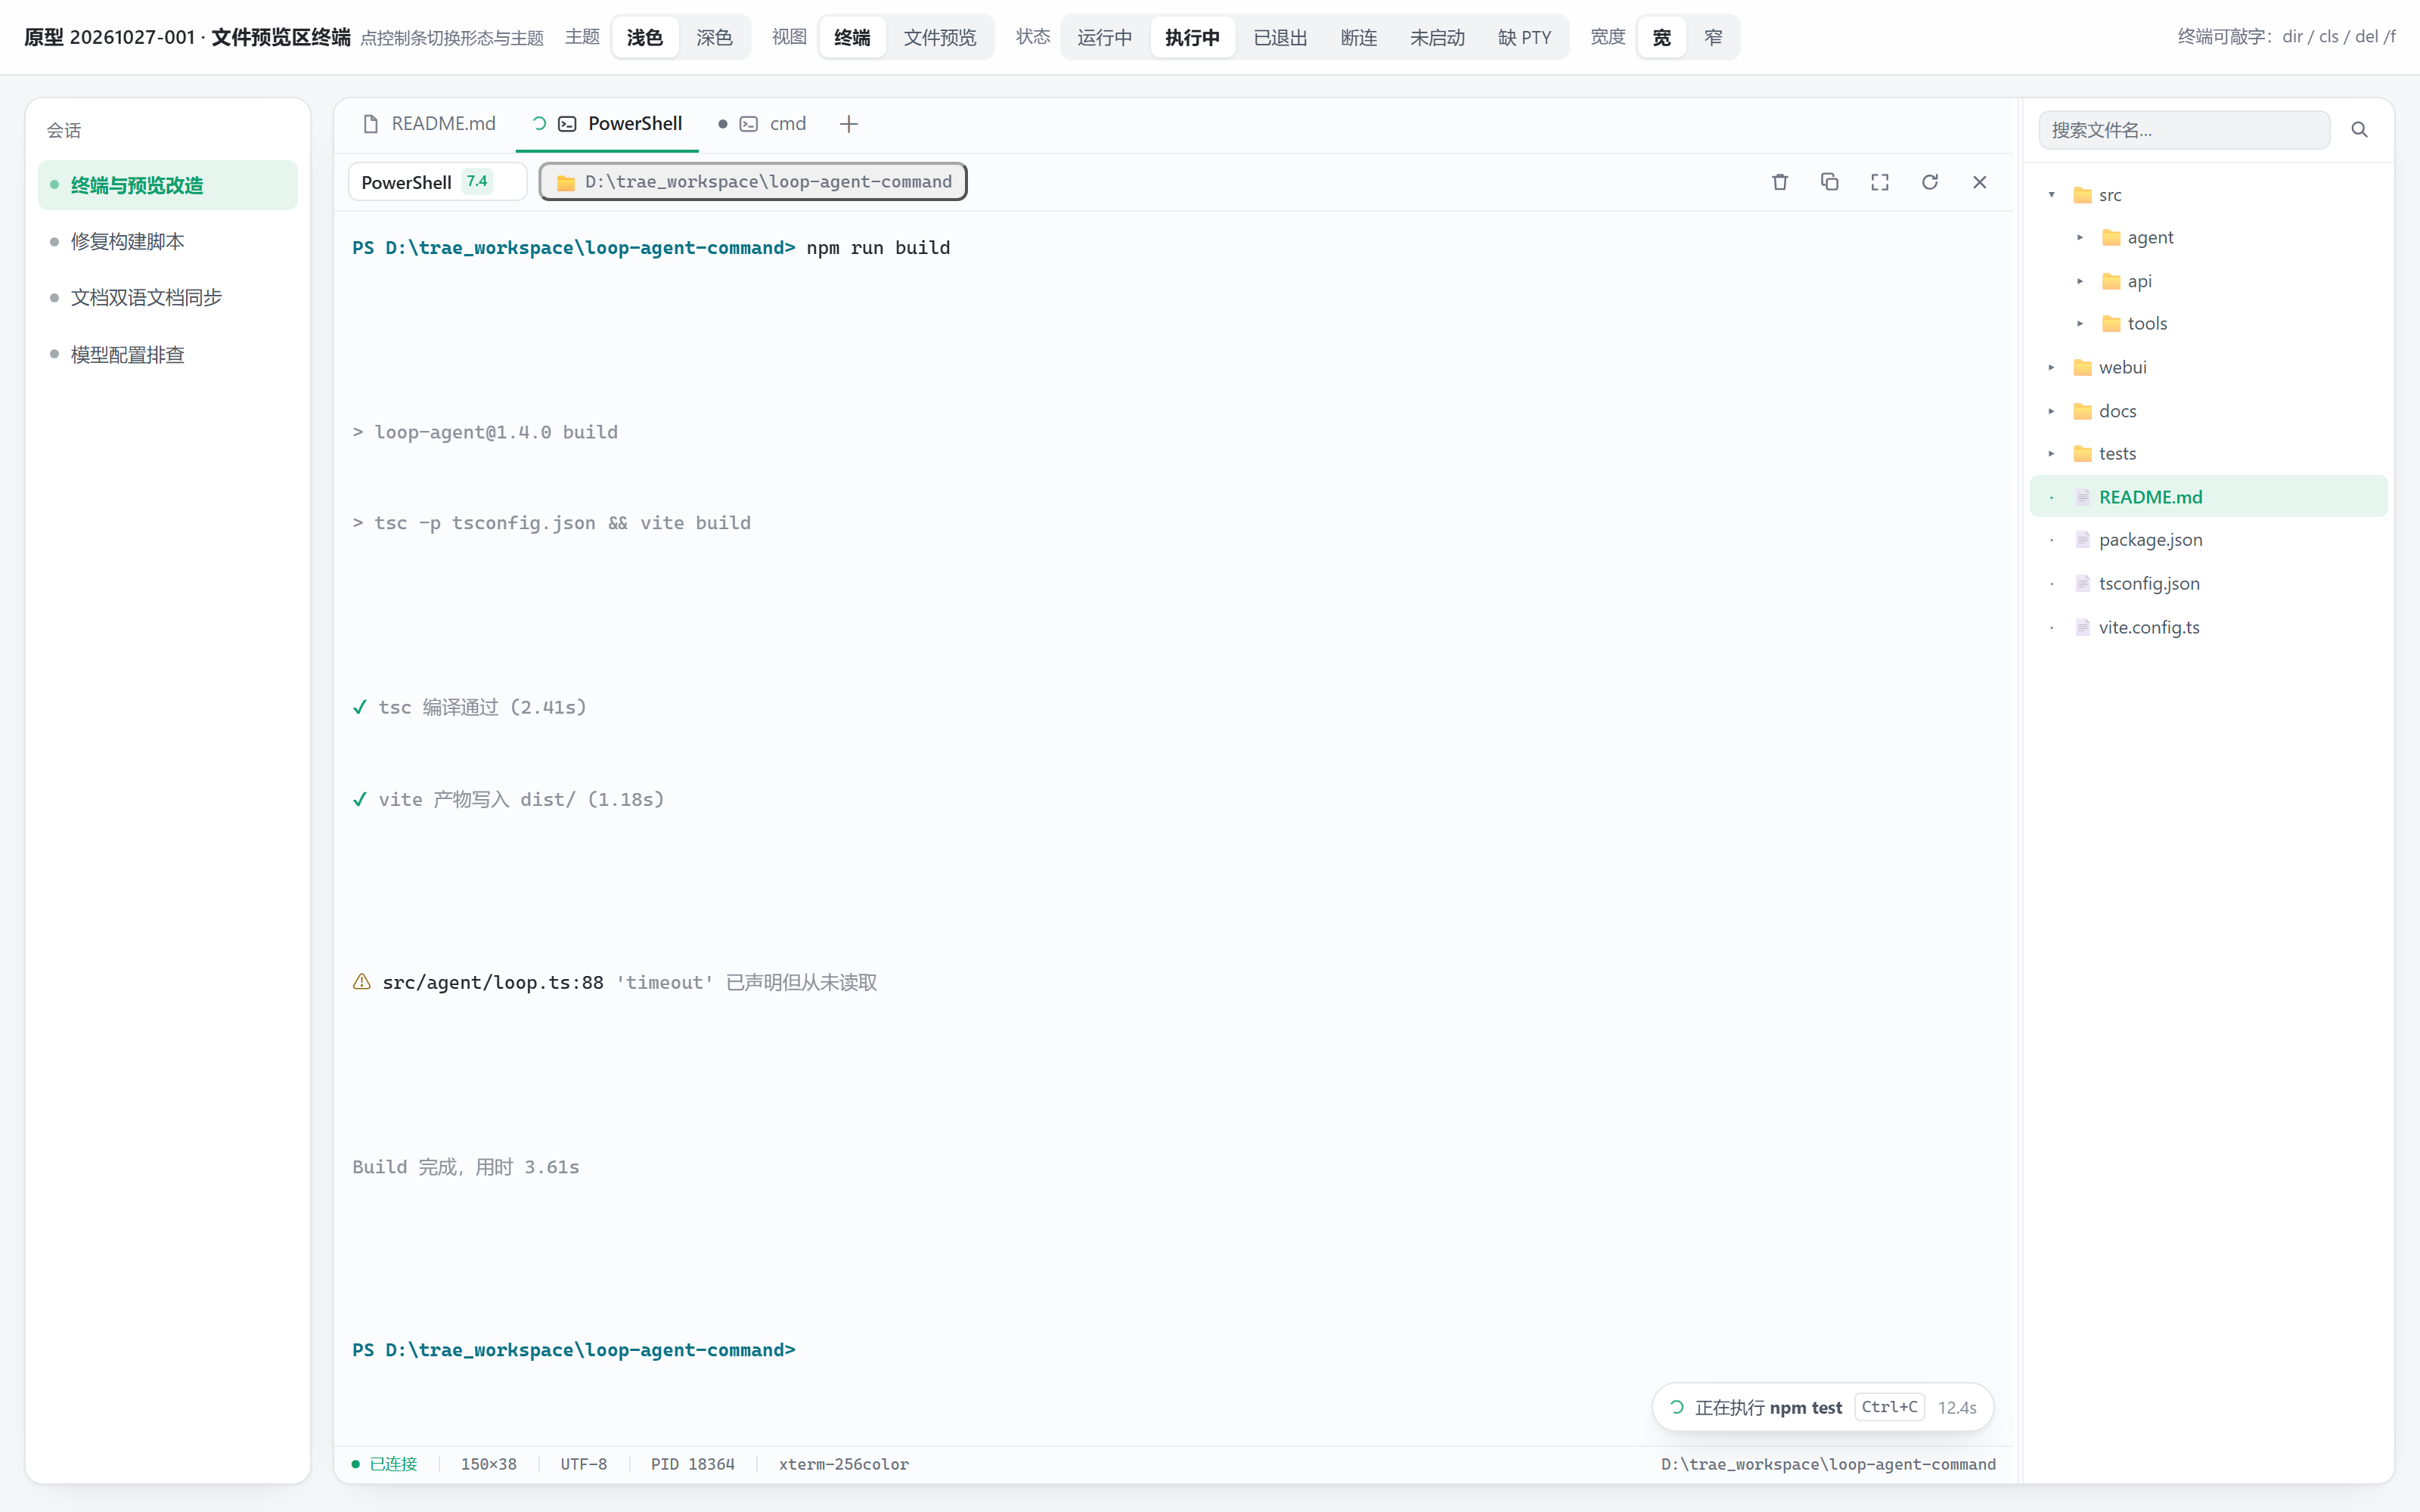 原型 20261027-001 · 文件预览区终端 点控制条切换形态与主题 主题 浅色 深色 视图 终端 文件预览 状态 运行中 执行中 已退出 断连 未启动 缺 PTY 宽度 宽 窄 终端可敲字：dir / cls / del /f
会话
终端与预览改造
修复构建脚本
文档双语文档同步
模型配置排查
README.md PowerShell cmd
PowerShell 7.4 D:\trae_workspace\loop-agent-command
PS D:\trae_workspace\loop-agent-command> npm run build
> loop-agent@1.4.0 build
> tsc -p tsconfig.json && vite build
✓ tsc 编译通过 (2.41s)
✓ vite 产物写入 dist/ (1.18s)
⚠ src/agent/loop.ts:88 'timeout' 已声明但从未读取
Build 完成，用时 3.61s
PS D:\trae_workspace\loop-agent-command>
正在执行 npm test Ctrl+C 12.4s
已连接 150×38 UTF-8 PID 18364 xterm-256color D:\trae_workspace\loop-agent-command
搜索文件名...
src
agent
api
tools
webui
docs
tests
README.md
package.json
tsconfig.json
vite.config.ts